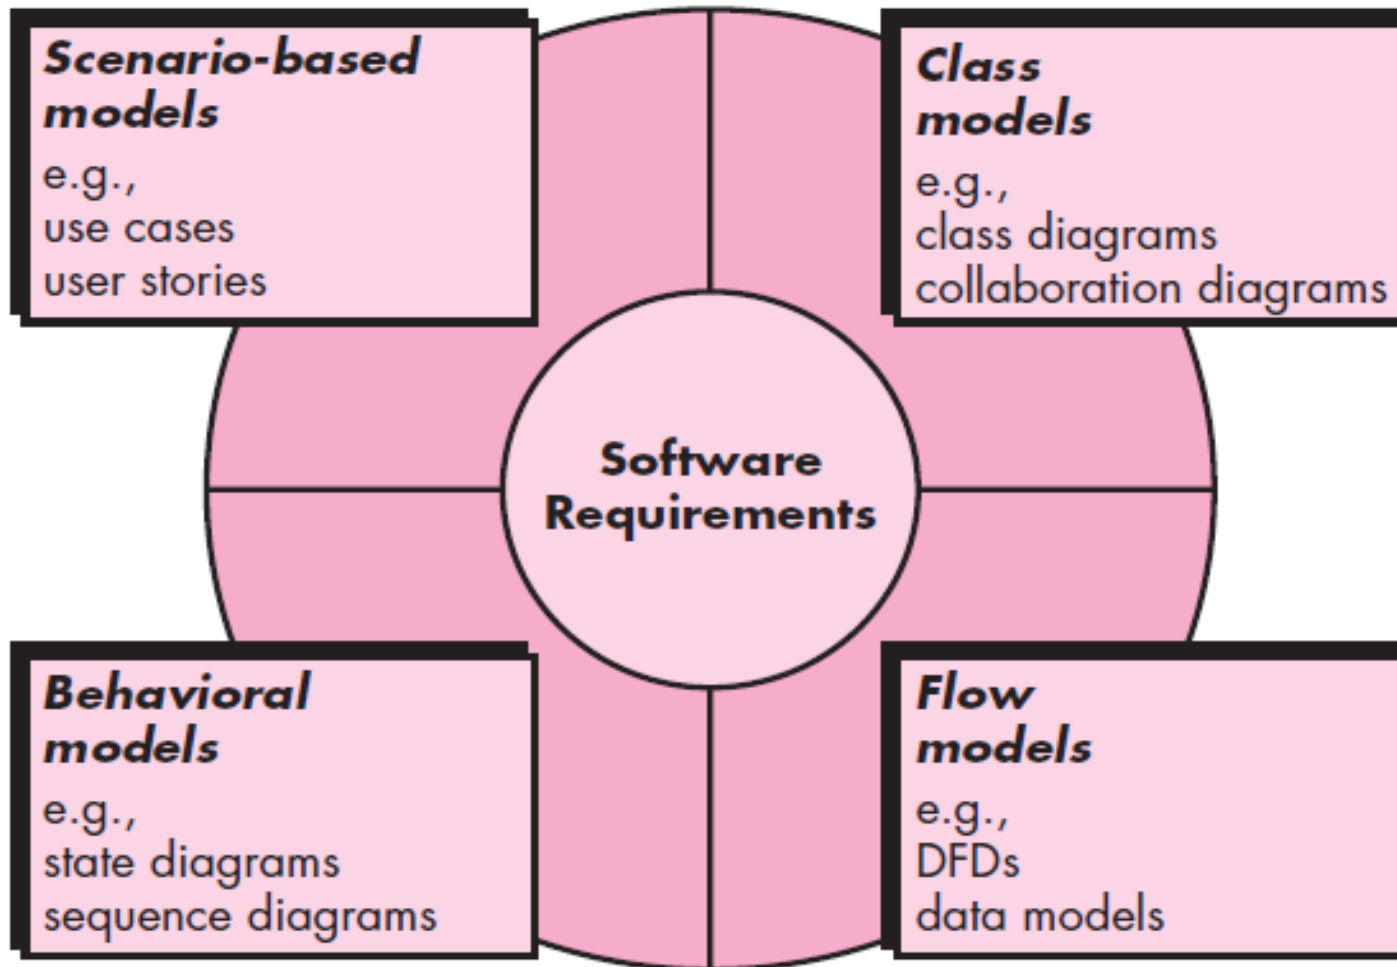 Scenario-based
models
e.g.,
use cases
user stories
Class
models
e.g.,
class diagrams
collaboration diagrams
Software
Requirements
Behavioral
models
e.g.,
state diagrams
sequence diagrams
Flow
models
e.g.,
DFDs
data models